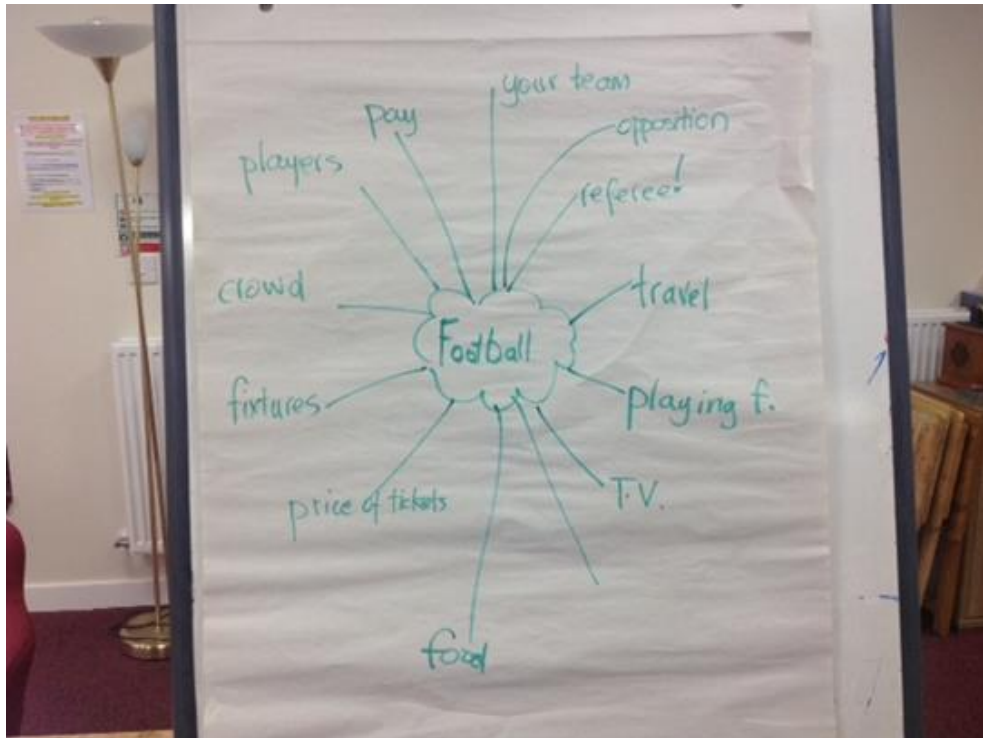 your team
pay
opposition
players
referee!
crowd
travel
Football
fixtures
playing f.
price of tickets
T.V.
food